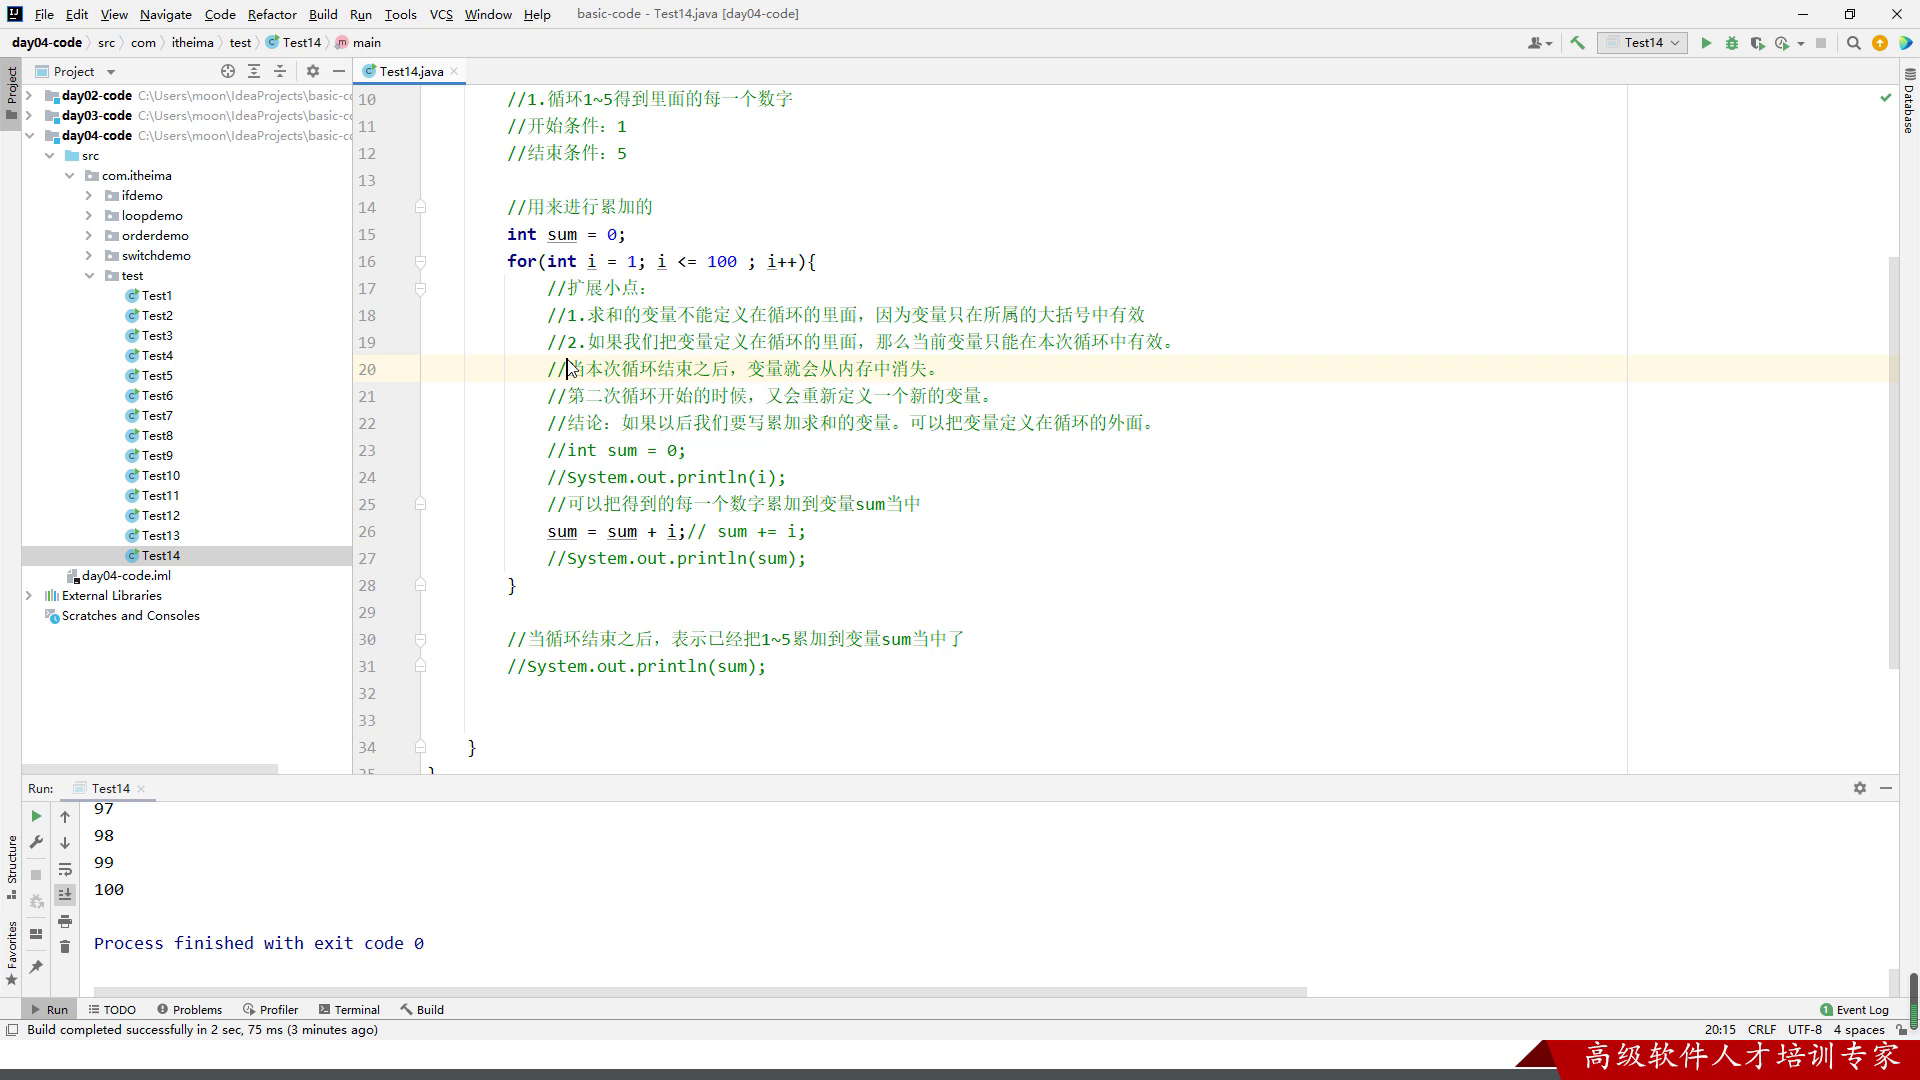 File Edit View Navigate Code Refactor Build Run Tools VCS Window Help basic-code - Test14.java [day04-code]
day04-code src com itheima test Test14 main Test14
Project Test14.java
day02-code C:\Users\moon\IdeaProjects\basic-c
day03-code C:\Users\moon\IdeaProjects\basic-c
day04-code C:\Users\moon\IdeaProjects\basic-c
src
com.itheima
ifdemo
loopdemo
orderdemo
switchdemo
test
Test1
Test2
Test3
Test4
Test5
Test6
Test7
Test8
Test9
Test10
Test11
Test12
Test13
Test14
day04-code.iml
External Libraries
Scratches and Consoles
Project
Structure
Favorites
Database
10 //1.循环1~5得到里面的每一个数字
11 //开始条件：1
12 //结束条件：5
13
14 //用来进行累加的
15 int sum = 0;
16 for(int i = 1; i <= 100 ; i++){
17 //扩展小点：
18 //1.求和的变量不能定义在循环的里面，因为变量只在所属的大括号中有效
19 //2.如果我们把变量定义在循环的里面，那么当前变量只能在本次循环中有效。
20 //当本次循环结束之后，变量就会从内存中消失。
21 //第二次循环开始的时候，又会重新定义一个新的变量。
22 //结论：如果以后我们要写累加求和的变量。可以把变量定义在循环的外面。
23 //int sum = 0;
24 //System.out.println(i);
25 //可以把得到的每一个数字累加到变量sum当中
26 sum = sum + i;// sum += i;
27 //System.out.println(sum);
28 }
29
30 //当循环结束之后，表示已经把1~5累加到变量sum当中了
31 //System.out.println(sum);
32
33
34 }
35 }
Run: Test14
97
98
99
100
Process finished with exit code 0
Run TODO Problems Profiler Terminal Build 1 Event Log
Build completed successfully in 2 sec, 75 ms (3 minutes ago) 20:15 CRLF UTF-8 4 spaces
高级软件人才培训专家